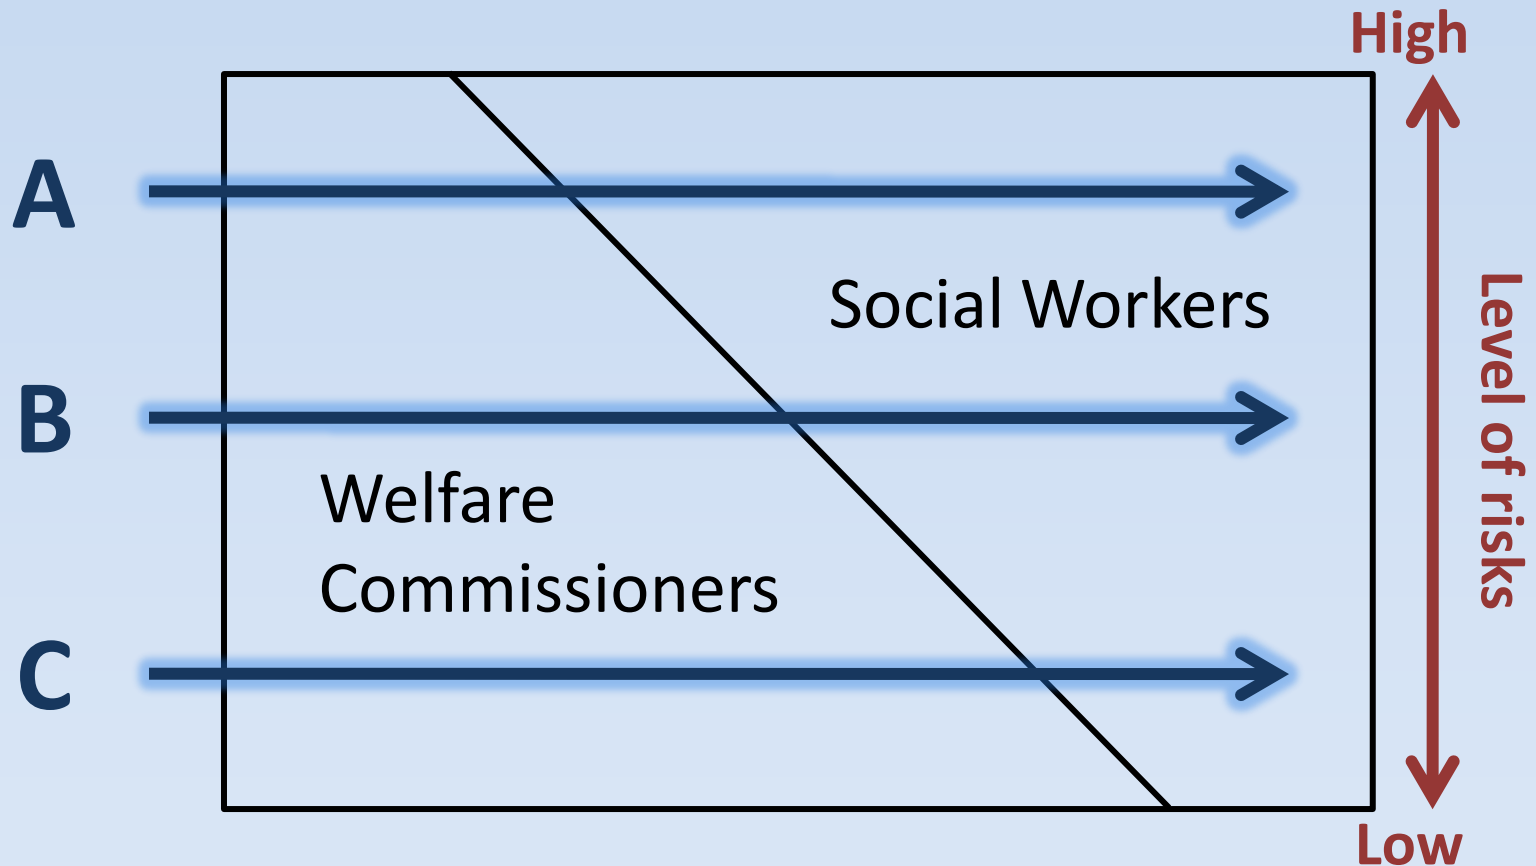 High
A
Social Workers
Level of risks
B
Welfare
Commissioners
C
Low